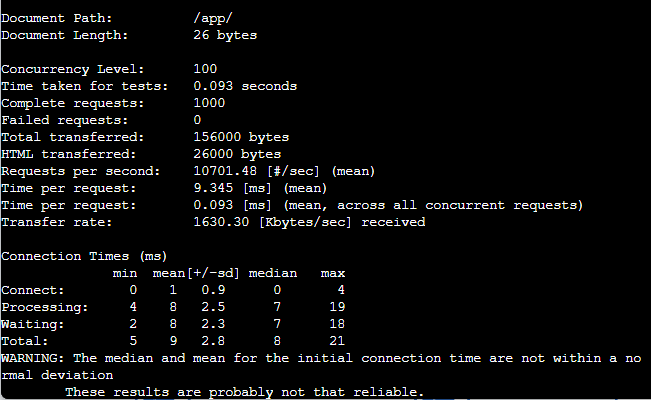 Document Path:          /app/
Document Length:        26 bytes

Concurrency Level:      100
Time taken for tests:   0.093 seconds
Complete requests:      1000
Failed requests:        0
Total transferred:      156000 bytes
HTML transferred:       26000 bytes
Requests per second:    10701.48 [#/sec] (mean)
Time per request:       9.345 [ms] (mean)
Time per request:       0.093 [ms] (mean, across all concurrent requests)
Transfer rate:          1630.30 [Kbytes/sec] received

Connection Times (ms)
              min  mean[+/-sd] median   max
Connect:        0    1   0.9      0       4
Processing:     4    8   2.5      7      19
Waiting:        2    8   2.3      7      18
Total:          5    9   2.8      8      21
WARNING: The median and mean for the initial connection time are not within a no
rmal deviation
        These results are probably not that reliable.